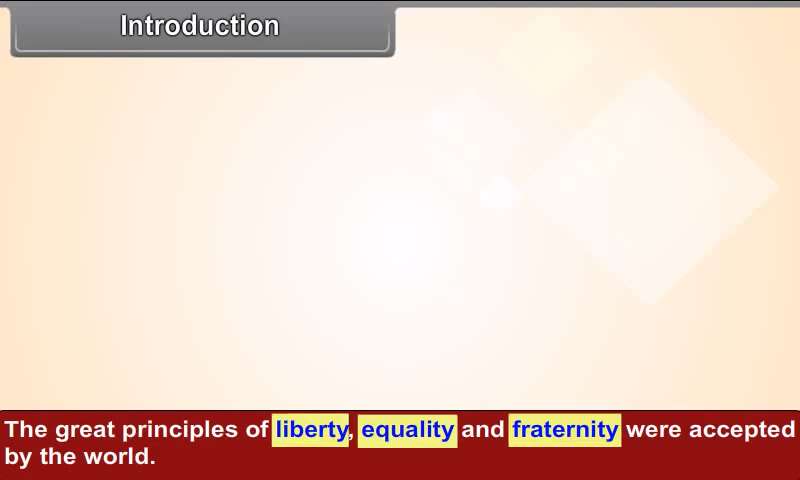 Introduction
The great principles of liberty, equality and fraternity were accepted
by the world.